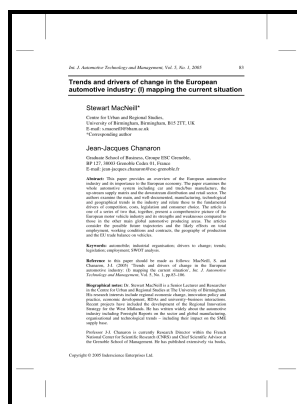 Int. J. Automotive Technology and Management, Vol. 5, No. 1, 2005 83
Trends and drivers of change in the European
automotive industry: (I) mapping the current situation
Stewart MacNeill*
Centre for Urban and Regional Studies,
University of Birmingham, Birmingham, B15 2TT, UK
E-mail: s.macneill@bham.ac.uk
*Corresponding author
Jean-Jacques Chanaron
Graduate School of Business, Groupe ESC Grenoble,
BP 127, 38003 Grenoble Cedex 01, France
E-mail: jean-jacques.chanaron@esc-grenoble.fr
Abstract: This paper provides an overview of the European automotive
industry and its importance to the European economy. The paper examines the
whole automotive system including car and truck/bus manufacture, the
upstream supply matrix and the downstream distribution and retail sector. The
authors examine the main, and well documented, manufacturing, technological
and geographical trends in the industry and relate these to the fundamental
drivers of competition, costs, legislation and consumer choice. The article is
one of a series of two that, together, present a comprehensive picture of the
European motor vehicle industry and its strengths and weaknesses compared to
those in the other main global automotive producing areas. The articles
consider the possible future trajectories and the likely effects on total
employment, working conditions and contracts, the geography of production
and the EU trade balance on vehicles.
Keywords: automobile; industrial organisation; drivers to change; trends;
legislation; employment; SWOT analysis.
Reference to this paper should be made as follows: MacNeill, S. and
Chanaron, J-J. (2005) 'Trends and drivers of change in the European
automotive industry: (I) mapping the current situation', Int. J. Automotive
Technology and Management, Vol. 5, No. 1, pp.83–106.
Biographical notes: Dr. Stewart MacNeill is a Senior Lecturer and Researcher
in the Centre for Urban and Regional Studies at The University of Birmingham.
His research interests include regional economic change, innovation policy and
practice, economic development, RDAs and university-business interactions.
Recent projects have included the development of the Regional Innovation
Strategy for the West Midlands. He has written widely about the automotive
industry including Foresight Reports on the sector and global manufacturing,
organisational and technological trends – including their impact on the SME
supply base.
Professor J-J. Chanaron is currently Research Director within the French
National Center for Scientific Research (CNRS) and Chief Scientific Advisor at
the Grenoble School of Management. He has published extensively six books,
Copyright © 2005 Inderscience Enterprises Ltd.